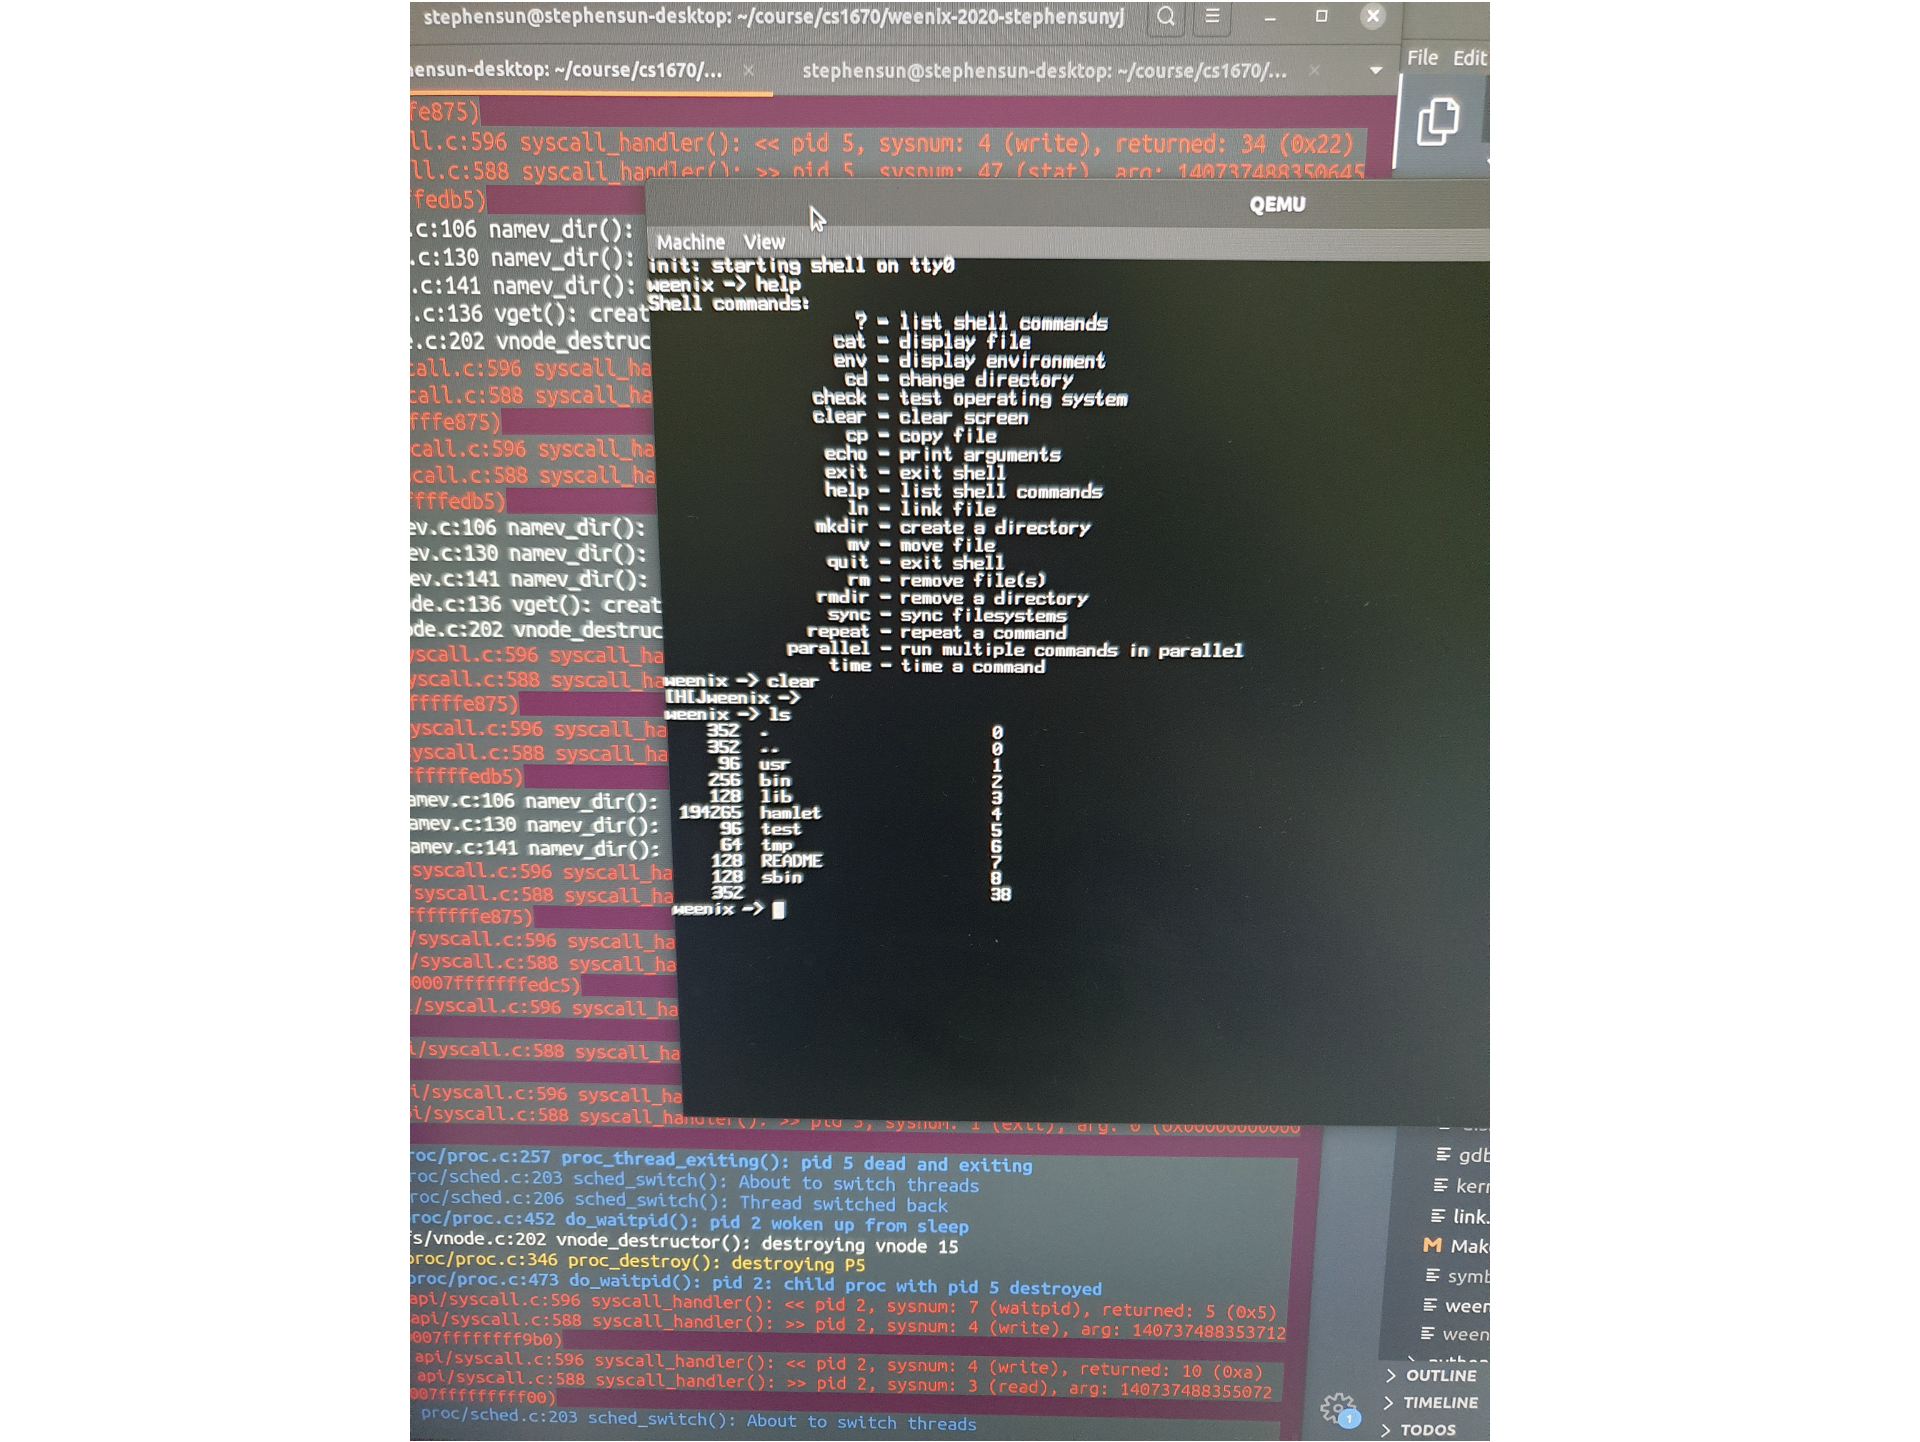 stephensun@stephensun-desktop: ~/course/cs1670/weenix-2020-stephensunyj
hensun-desktop: ~/course/cs1670/...
stephensun@stephensun-desktop: ~/course/cs1670/...
File Edit
fe875)
ll.c:596 syscall_handler(): << pid 5, sysnum: 4 (write), returned: 34 (0x22)
ll.c:588 syscall_handler(): >> pid 5, sysnum: 47 (stat), arg: 140737488350645
ffedb5)
.c:106 namev_dir():
.c:130 namev_dir():
.c:141 namev_dir():
.c:136 vget(): creat
e.c:202 vnode_destruc
call.c:596 syscall_ha
call.c:588 syscall_ha
fffe875)
scall.c:596 syscall_ha
scall.c:588 syscall_ha
ffffedb5)
ev.c:106 namev_dir():
ev.c:130 namev_dir():
ev.c:141 namev_dir():
de.c:136 vget(): creat
ode.c:202 vnode_destruc
yscall.c:596 syscall_ha
yscall.c:588 syscall_ha
fffffe875)
syscall.c:596 syscall_ha
syscall.c:588 syscall_ha
ffffffedb5)
amev.c:106 namev_dir():
amev.c:130 namev_dir():
amev.c:141 namev_dir():
/syscall.c:596 syscall_ha
/syscall.c:588 syscall_ha
fffffffe875)
/syscall.c:596 syscall_ha
/syscall.c:588 syscall_ha
0007fffffffedc5)
i/syscall.c:596 syscall_ha
i/syscall.c:588 syscall_ha
i/syscall.c:596 syscall_ha
pi/syscall.c:588 syscall_handler(): >> pid 5, sysnum: 1 (exit), arg: 0 (0x00000000000
QEMU
Machine View
init: starting shell on tty0
weenix -> help
Shell commands:
? - list shell commands
cat - display file
env - display environment
cd - change directory
check - test operating system
clear - clear screen
cp - copy file
echo - print arguments
exit - exit shell
help - list shell commands
ln - link file
mkdir - create a directory
mv - move file
quit - exit shell
rm - remove file(s)
rmdir - remove a directory
sync - sync filesystems
repeat - repeat a command
parallel - run multiple commands in parallel
time - time a command
weenix -> clear
[H[Jweenix ->
weenix -> ls
352 . 0
352 .. 0
96 usr 1
256 bin 2
128 lib 3
194265 hamlet 4
96 test 5
64 tmp 6
128 README 7
128 sbin 8
352 38
weenix ->
roc/proc.c:257 proc_thread_exiting(): pid 5 dead and exiting
roc/sched.c:203 sched_switch(): About to switch threads
roc/sched.c:206 sched_switch(): Thread switched back
roc/proc.c:452 do_waitpid(): pid 2 woken up from sleep
fs/vnode.c:202 vnode_destructor(): destroying vnode 15
proc/proc.c:346 proc_destroy(): destroying P5
proc/proc.c:473 do_waitpid(): pid 2: child proc with pid 5 destroyed
api/syscall.c:596 syscall_handler(): << pid 2, sysnum: 7 (waitpid), returned: 5 (0x5)
api/syscall.c:588 syscall_handler(): >> pid 2, sysnum: 4 (write), arg: 140737488353712
007ffffffff9b0)
api/syscall.c:596 syscall_handler(): << pid 2, sysnum: 4 (write), returned: 10 (0xa)
api/syscall.c:588 syscall_handler(): >> pid 2, sysnum: 3 (read), arg: 140737488355072
007fffffffff00)
proc/sched.c:203 sched_switch(): About to switch threads
gdb
kern
link.
M Make
symb
ween
ween
OUTLINE
TIMELINE
TODOS
1